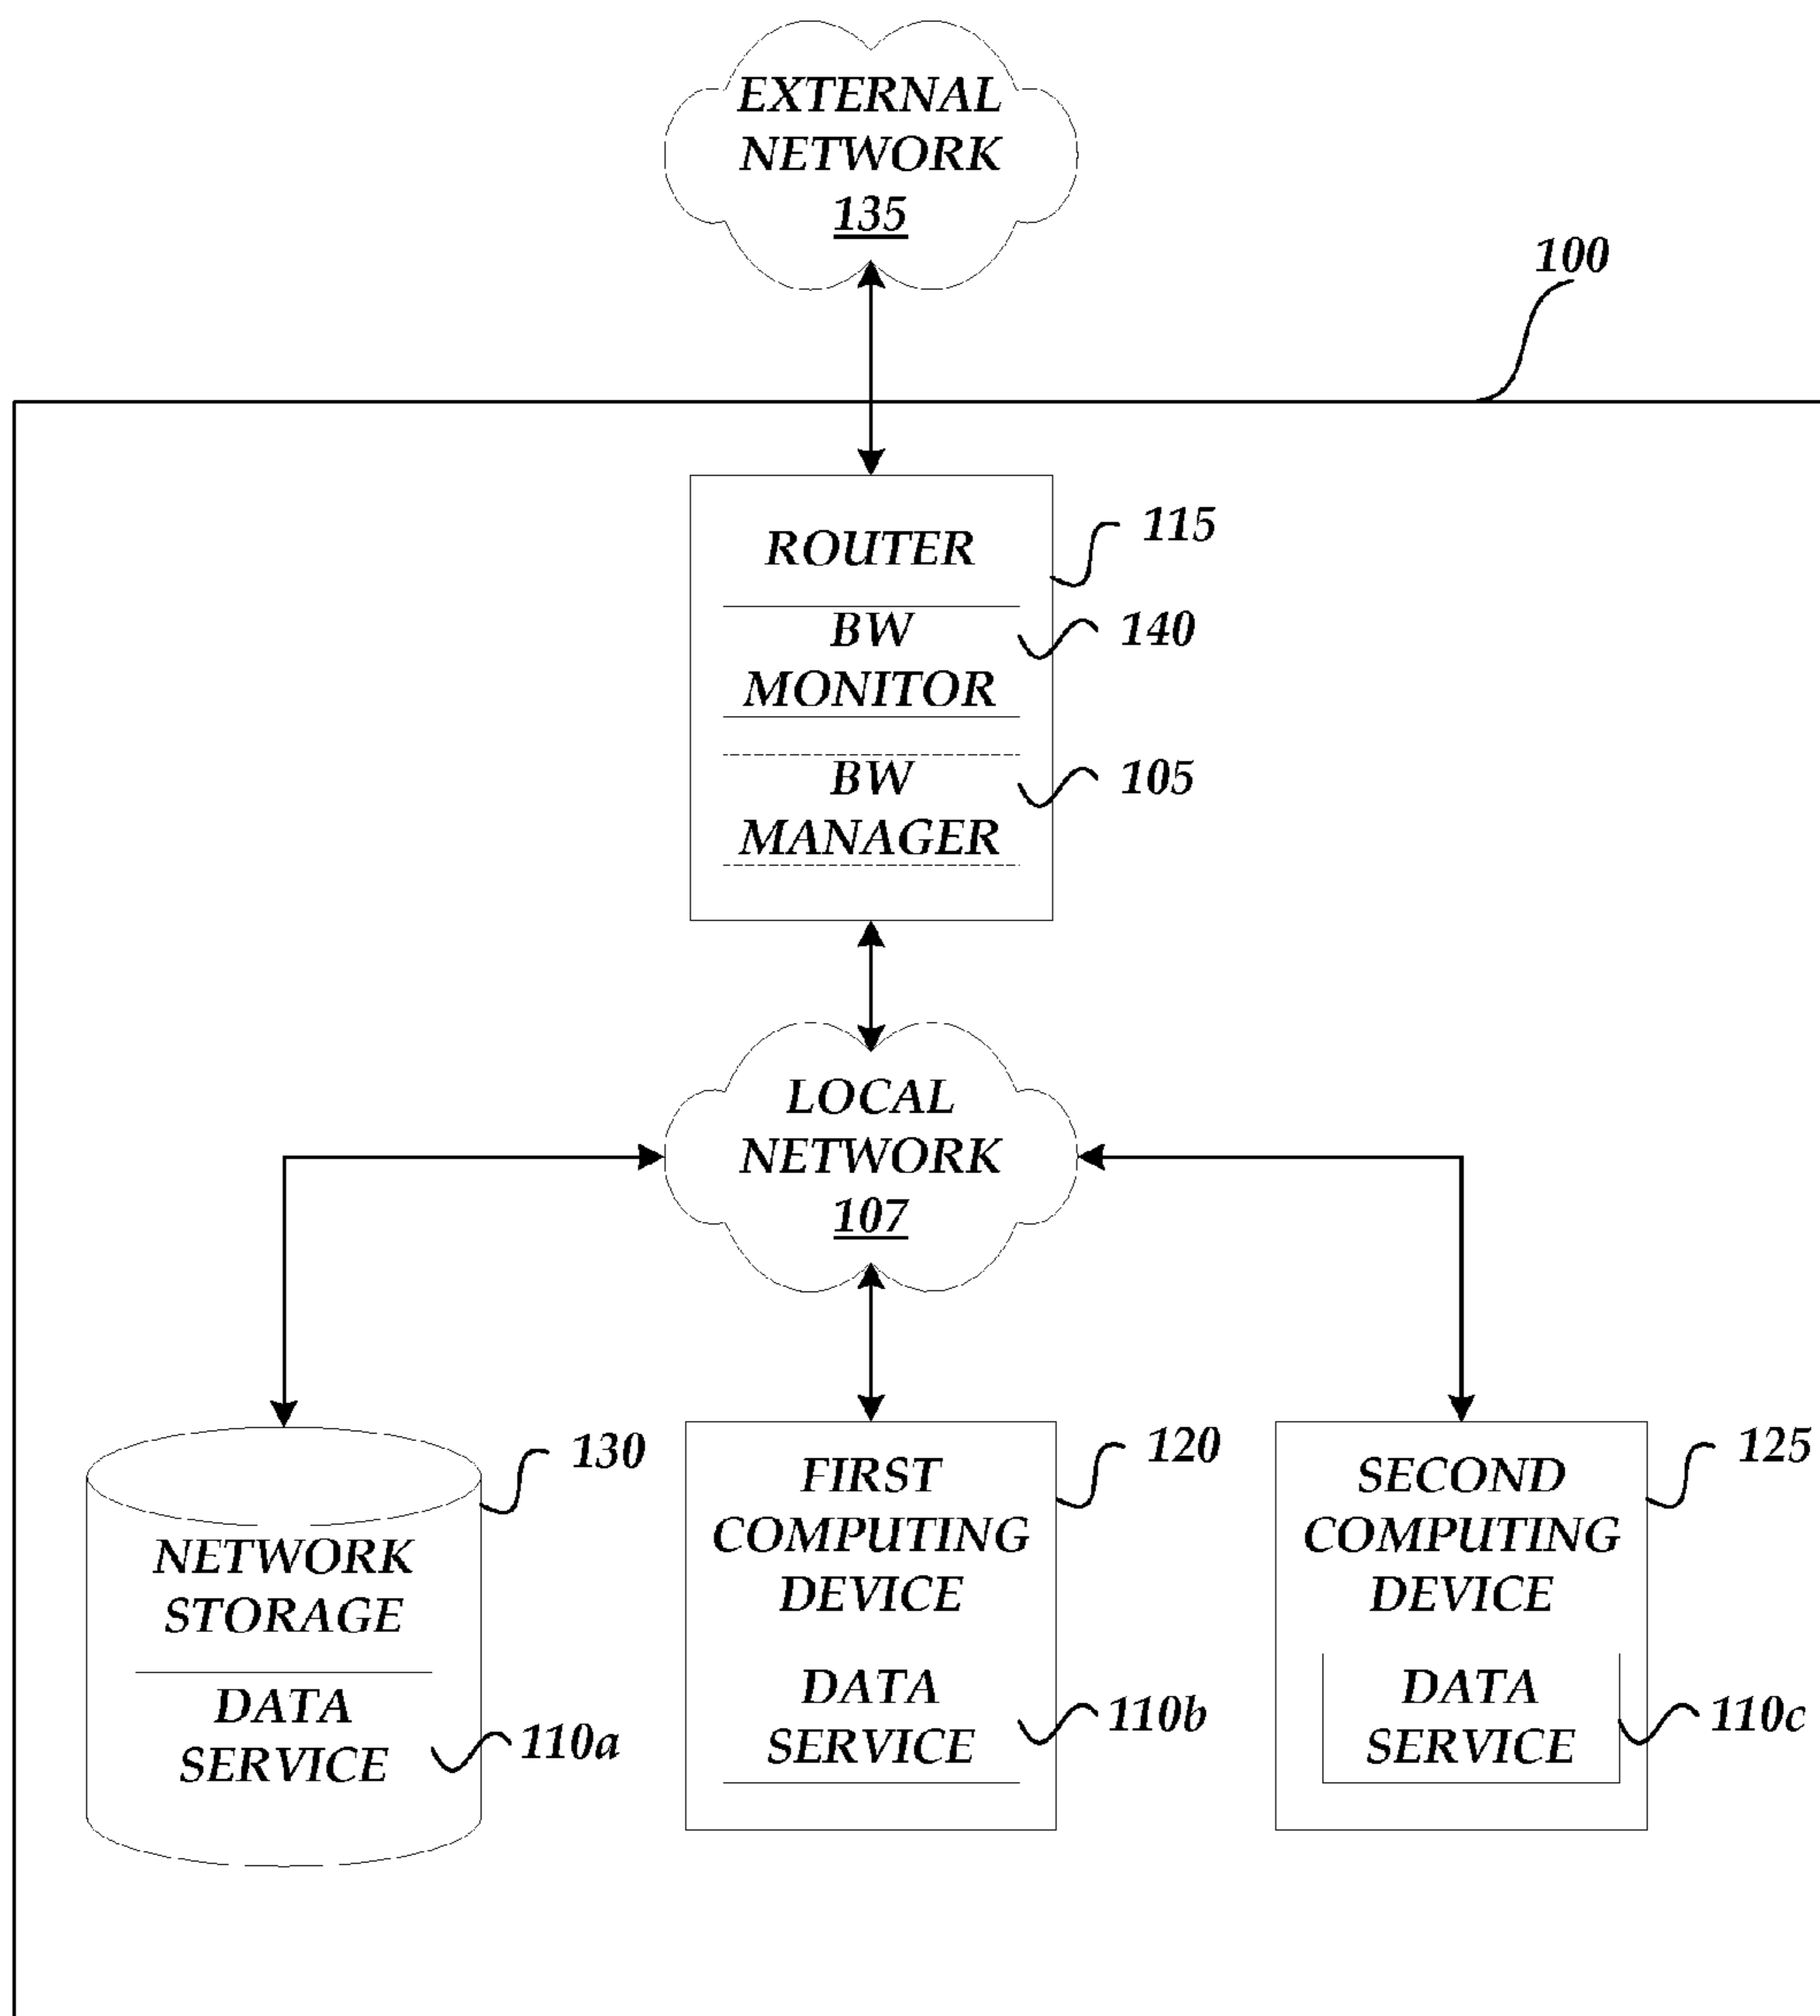 EXTERNAL
NETWORK
135
100
ROUTER
115
BW
MONITOR
140
BW
MANAGER
105
LOCAL
NETWORK
107
130
NETWORK
STORAGE
DATA
SERVICE
110a
120
FIRST
COMPUTING
DEVICE
DATA
SERVICE
110b
125
SECOND
COMPUTING
DEVICE
DATA
SERVICE
110c